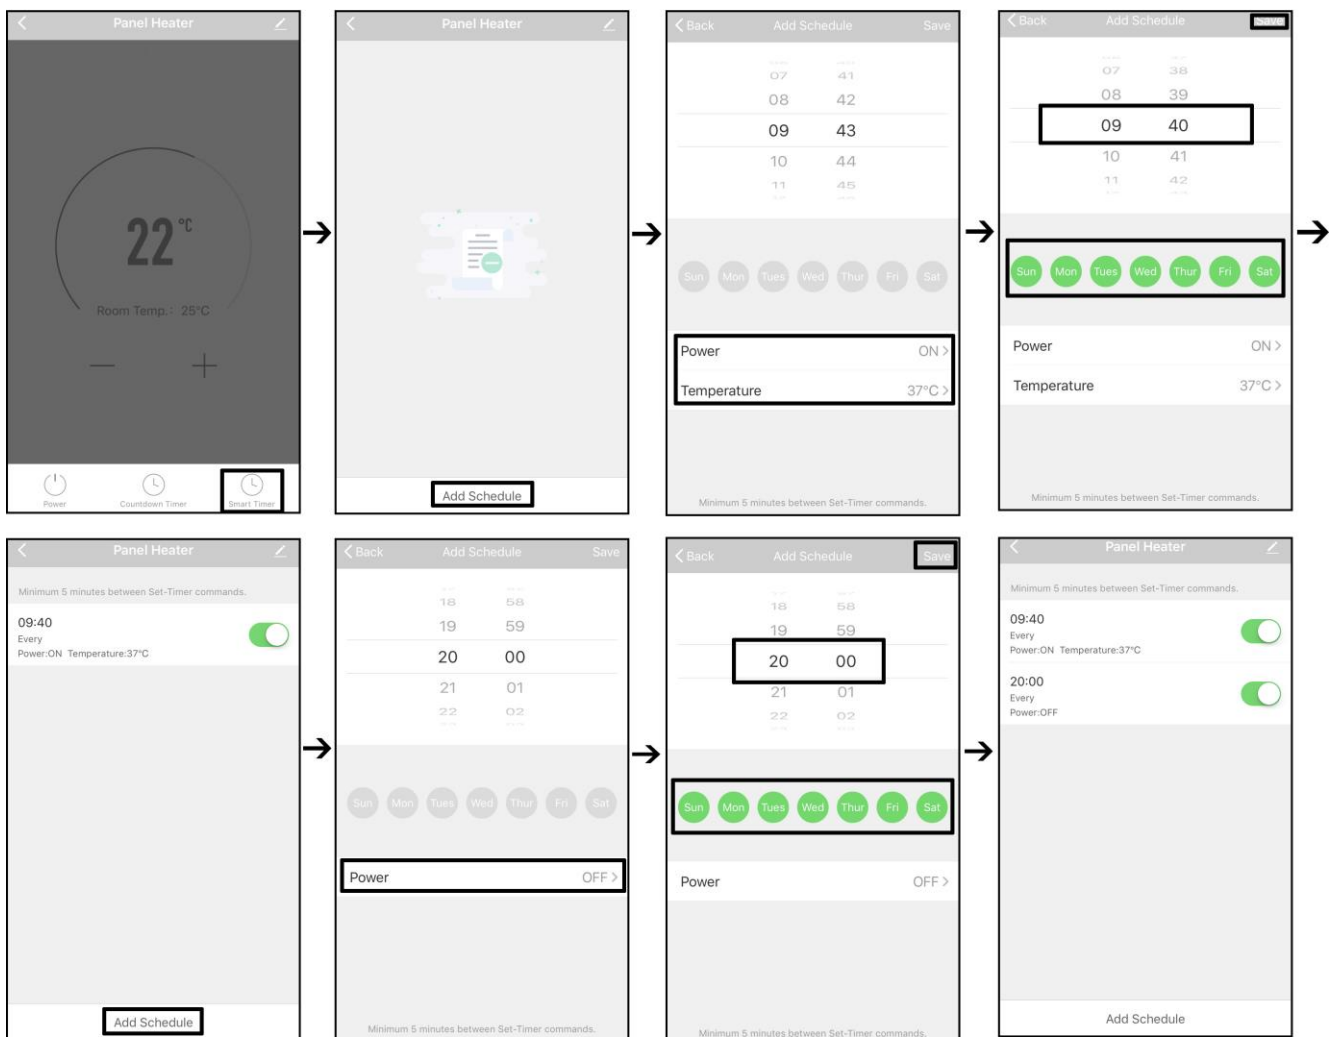 Panel Heater
22°C
Room Temp.: 25°C
Power
Countdown Timer
Smart Timer
Panel Heater
Add Schedule
Back Add Schedule Save
07 41
08 42
09 43
10 44
11 45
Sun Mon Tues Wed Thur Fri Sat
Power ON
Temperature 37°C
Minimum 5 minutes between Set-Timer commands.
Back Add Schedule Save
07 38
08 39
09 40
10 41
11 42
Sun Mon Tues Wed Thur Fri Sat
Power ON
Temperature 37°C
Minimum 5 minutes between Set-Timer commands.
Panel Heater
Minimum 5 minutes between Set-Timer commands.
09:40
Every
Power:ON Temperature:37°C
Add Schedule
Back Add Schedule Save
18 58
19 59
20 00
21 01
22 02
Sun Mon Tues Wed Thur Fri Sat
Power OFF
Minimum 5 minutes between Set-Timer commands.
Back Add Schedule Save
18 58
19 59
20 00
21 01
22 02
Sun Mon Tues Wed Thur Fri Sat
Power OFF
Minimum 5 minutes between Set-Timer commands.
Panel Heater
Minimum 5 minutes between Set-Timer commands.
09:40
Every
Power:ON Temperature:37°C
20:00
Every
Power:OFF
Add Schedule